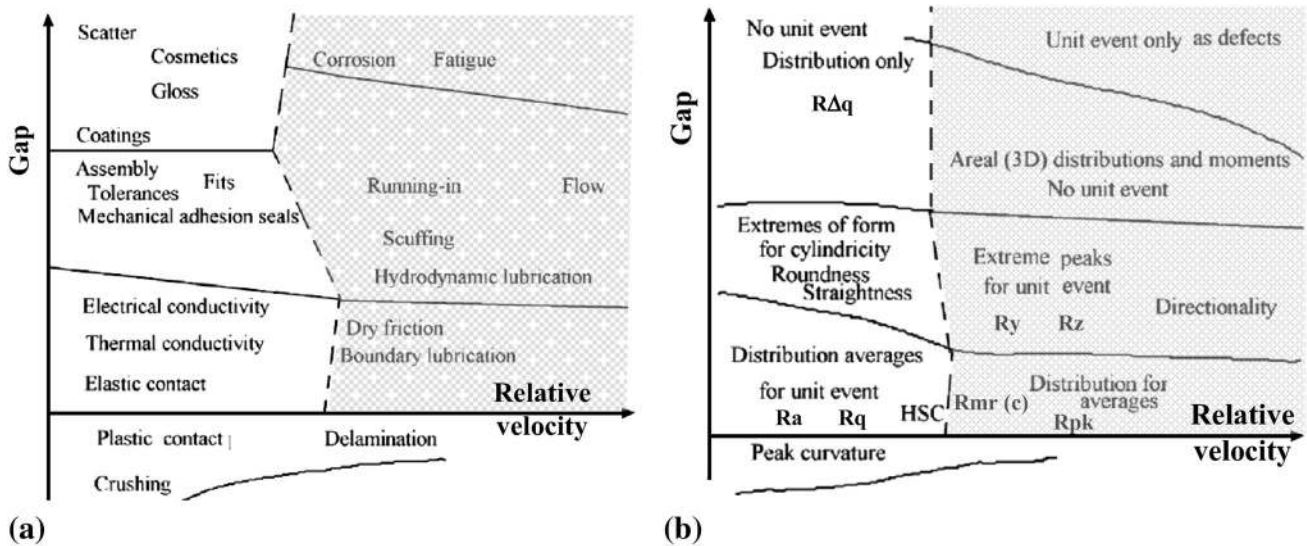 Gap
Scatter
Cosmetics
Gloss
Coatings
Corrosion Fatigue
Assembly
Tolerances Fits
Mechanical adhesion seals
Running-in Flow
Scuffing
Hydrodynamic lubrication
Electrical conductivity
Thermal conductivity
Elastic contact
Dry friction
Boundary lubrication
Relative
velocity
Plastic contact Delamination
Crushing
(a)
Gap
No unit event
Distribution only
RΔq
Unit event only as defects
Areal (3D) distributions and moments
No unit event
Extremes of form
for cylindricity
Roundness
Straightness
Extreme peaks
for unit event
Ry Rz
Directionality
Distribution averages
for unit event
Ra Rq HSC
Distribution for
Rmr (c) averages
Rpk
Relative
velocity
Peak curvature
(b)